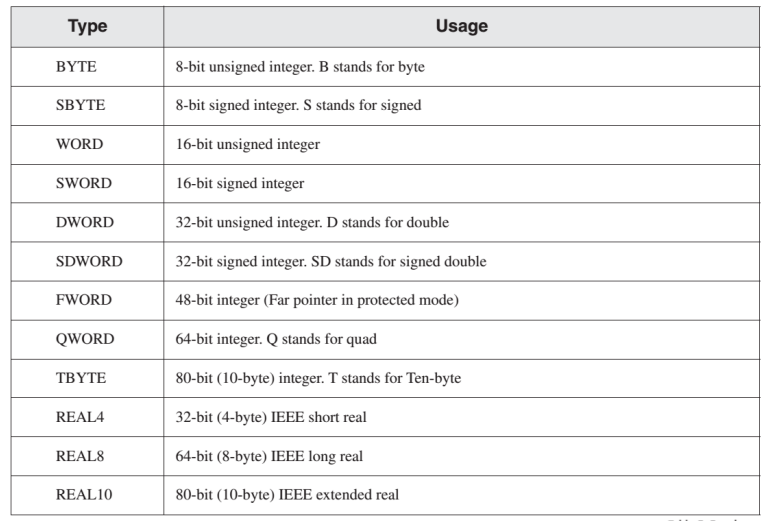 Type Usage
BYTE 8-bit unsigned integer. B stands for byte
SBYTE 8-bit signed integer. S stands for signed
WORD 16-bit unsigned integer
SWORD 16-bit signed integer
DWORD 32-bit unsigned integer. D stands for double
SDWORD 32-bit signed integer. SD stands for signed double
FWORD 48-bit integer (Far pointer in protected mode)
QWORD 64-bit integer. Q stands for quad
TBYTE 80-bit (10-byte) integer. T stands for Ten-byte
REAL4 32-bit (4-byte) IEEE short real
REAL8 64-bit (8-byte) IEEE long real
REAL10 80-bit (10-byte) IEEE extended real